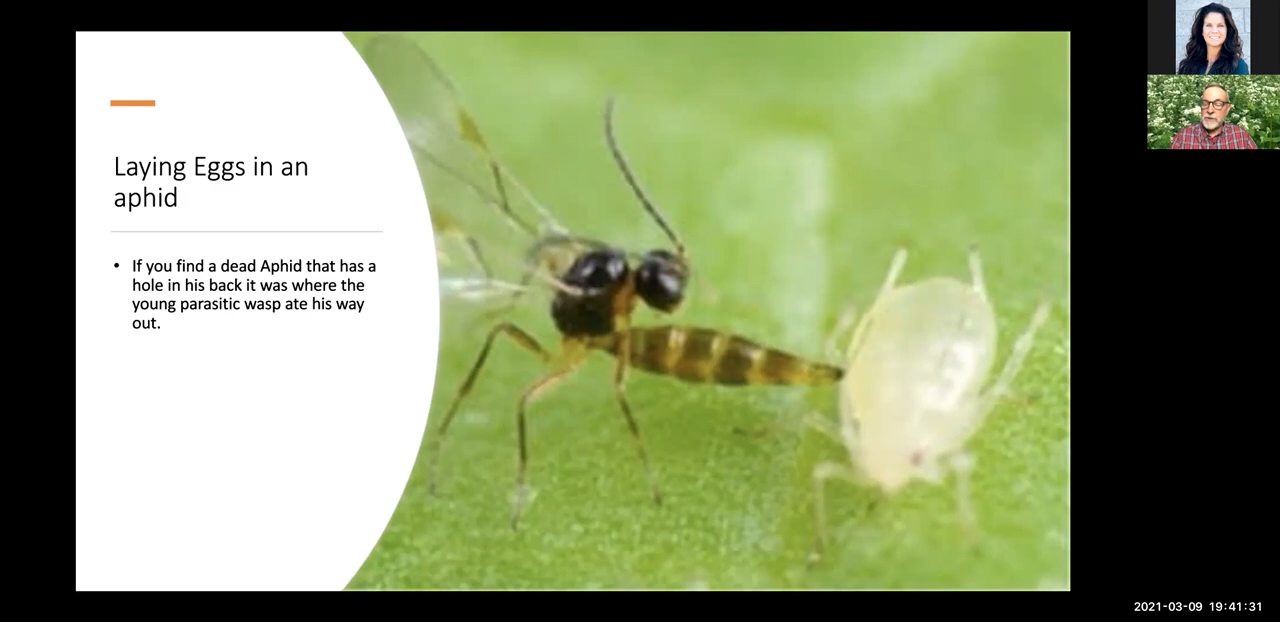 Laying Eggs in an
aphid
• If you find a dead Aphid that has a
hole in his back it was where the
young parasitic wasp ate his way
out.
2021-03-09 19:41:31